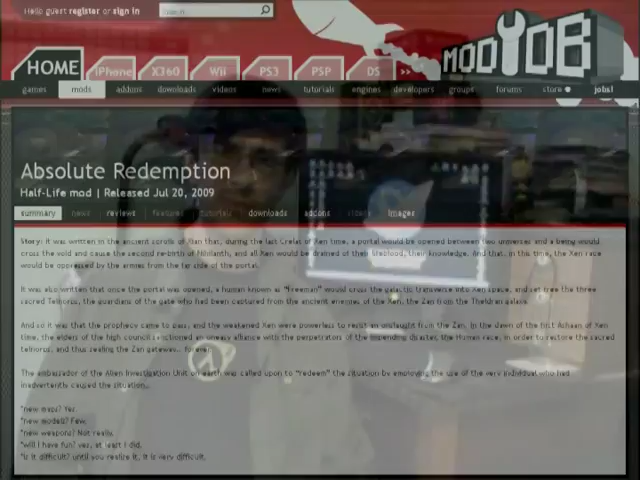 Hello guest register or sign in
HOME iPhone X360 Wii PS3 PSP DS >>
MODDB
games mods addons downloads videos news tutorials engines developers groups forums store jobs!
Absolute Redemption
Half-Life mod | Released Jul 20, 2009
summary news reviews features tutorials downloads addons videos images
Story: it was written in the ancient scrolls of Xen that, during the last Crelas of Xen time, a portal would be opened between two universes and a being would
cross the void and cause the second re-birth of Nihilanth, and all Xen would be drained of their lifeblood, their knowledge. And that, in this time, the Xen race
would be oppressed by the armies from the far side of the portal.
It was also written that once the portal was opened, a human known as "Freeman" would cross the galactic transverse into Xen space, and set free the three
sacred Telnorps, the guardians of the gate who had been captured from the ancient enemies of the Xen, the Zan from the Theldren galaxy.
And so it was that the prophecy came to pass, and the weakened Xen were powerless to resist an onslaught from the Zan. In the dawn of the first Ashaan of Xen
time, the elders of the high council sanctioned an uneasy alliance with the perpetrators of the impending disaster, the Human race, in order to restore the sacred
telnorps, and thus sealing the Zan gateway... forever.
The ambassador of the Alien Investigation Unit on earth was called upon to "redeem" the situation by employing the use of the very individual who had
inadvertently caused the situation..
*new maps? Yes.
*new models? Few.
*new weapons? Not really.
*will I have fun? yes, at least I did.
*is it difficult? until you realize it, it is very difficult.